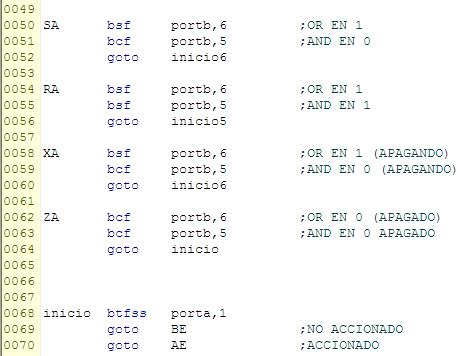 0049
0050 SA bsf portb,6 ;OR EN 1
0051 bcf portb,5 ;AND EN 0
0052 goto inicio6
0053
0054 RA bsf portb,6 ;OR EN 1
0055 bsf portb,5 ;AND EN 1
0056 goto inicio5
0057
0058 XA bsf portb,6 ;OR EN 1 (APAGANDO)
0059 bcf portb,5 ;AND EN 0 (APAGANDO)
0060 goto inicio6
0061
0062 ZA bcf portb,6 ;OR EN 0 (APAGADO)
0063 bcf portb,5 ;AND EN 0 APAGADO
0064 goto inicio
0065
0066
0067
0068 inicio btfss porta,1
0069 goto BE ;NO ACCIONADO
0070 goto AE ;ACCIONADO